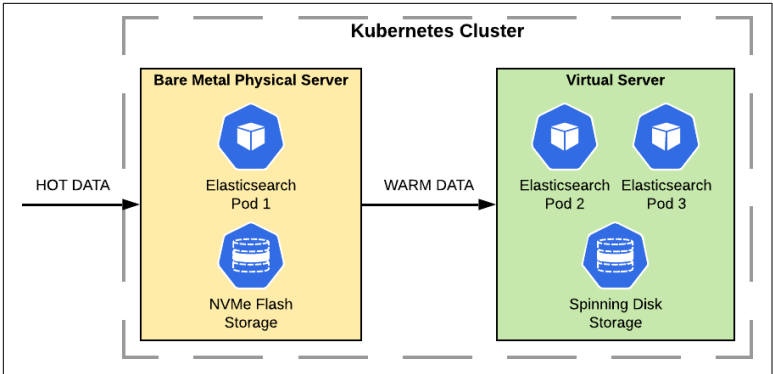 Kubernetes Cluster
Bare Metal Physical Server
Virtual Server
HOT DATA
Elasticsearch
Pod 1
WARM DATA
Elasticsearch
Pod 2
Elasticsearch
Pod 3
NVMe Flash
Storage
Spinning Disk
Storage